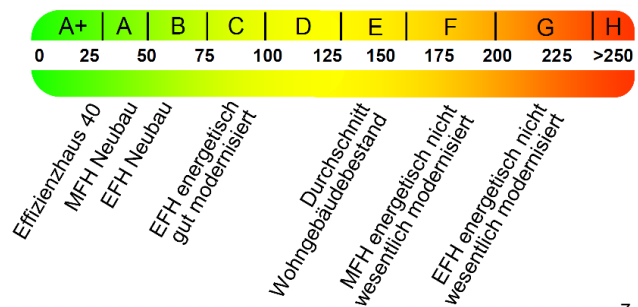 A+ A B C D E F G H
0 25 50 75 100 125 150 175 200 225 >250
Effizienzhaus 40
MFH Neubau
EFH Neubau
EFH energetisch
gut modernisiert
Durchschnitt
Wohngebäudebestand
MFH energetisch nicht
wesentlich modernisiert
EFH energetisch nicht
wesentlich modernisiert